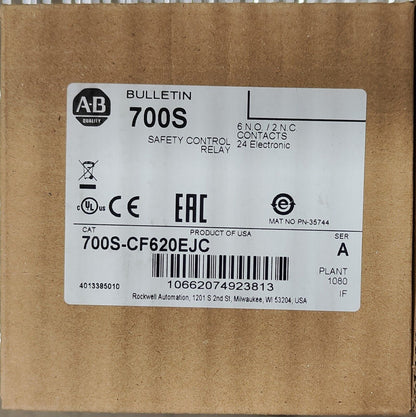 A-B
QUALITY
BULLETIN
700S
SAFETY CONTROL
RELAY
6 N.O. / 2 N.C.
CONTACTS
24 Electronic
c UL us CE EAC e
MAT NO PN-35744
CAT
PRODUCT OF USA
SER
700S-CF620EJC
A
PLANT
1080
IF
4013385010
10662074923813
Rockwell Automation, 1201 S 2nd St, Milwaukee, WI 53204, USA